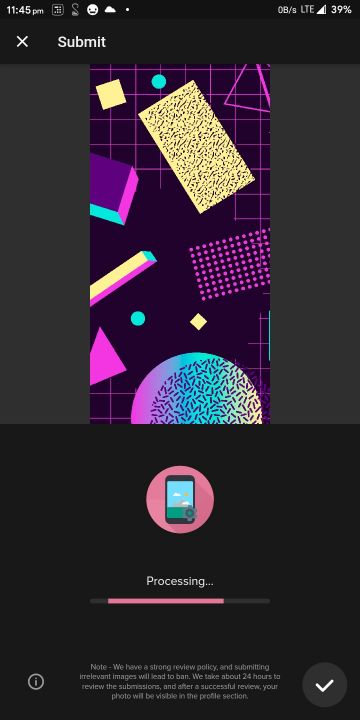 11:45 pm 0B/s LTE 39%
Submit
Processing...
Note - We have a strong review policy, and submitting
irrelevant images will lead to ban. We take about 24 hours to
review the submissions, and after a successful review, your
photo will be visible in the profile section.